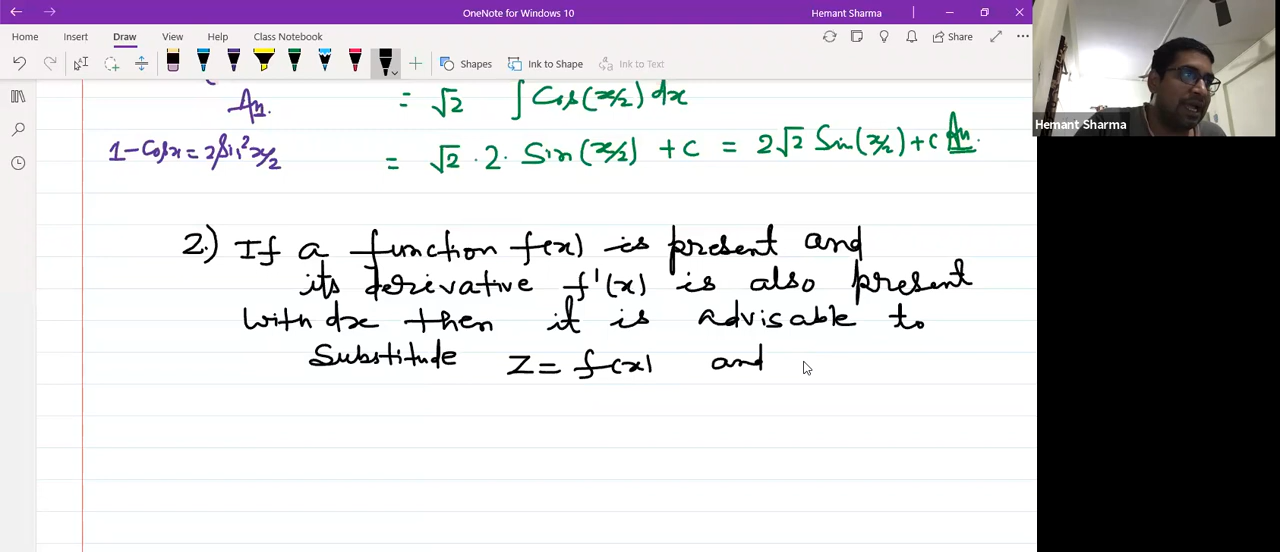 OneNote for Windows 10
Hemant Sharma
Home Insert Draw View Help Class Notebook
Share
Shapes Ink to Shape Ink to Text
An.
= √2 ∫ Cos(x/2) dx
1-Cosx = 2Sin² x/2
= √2 . 2. Sin(x/2) + c = 2√2 Sin(x/2) + c An.
2.) If a function f(x) is present and
its derivative f'(x) is also present
with dx then it is advisable to
Substitude Z = f(x) and
Hemant Sharma